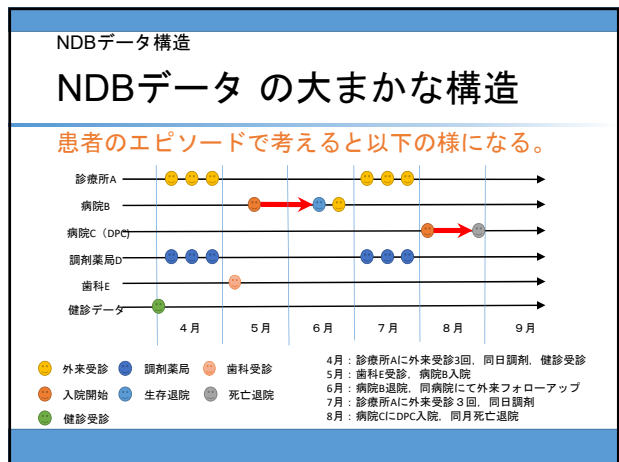 NDBデータ構造
NDBデータ の大まかな構造
患者のエピソードで考えると以下の様になる。
診療所A
病院B
病院C（DPC)
調剤薬局D
歯科E
健診データ
4月 5月 6月 7月 8月 9月
外来受診 調剤薬局 歯科受診
入院開始 生存退院 死亡退院
健診受診
4月：診療所Aに外来受診3回，同日調剤，健診受診
5月：歯科E受診，病院B入院
6月：病院B退院，同病院にて外来フォローアップ
7月：診療所Aに外来受診３回，同日調剤
8月：病院CにDPC入院，同月死亡退院